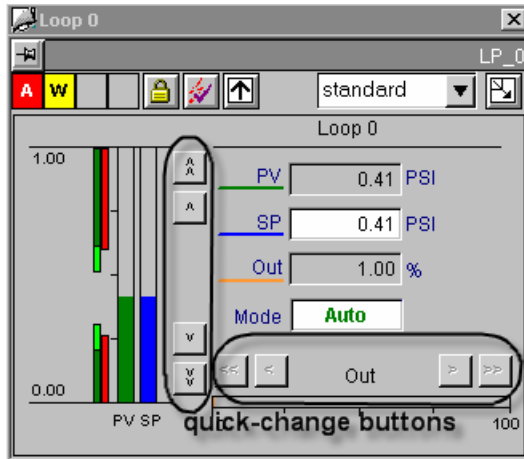 Loop 0
LP_0
A W standard
Loop 0
1.00
PV 0.41 PSI
SP 0.41 PSI
Out 1.00 %
Mode Auto
<< < Out > >>
0.00
PV SP
quick-change buttons
100